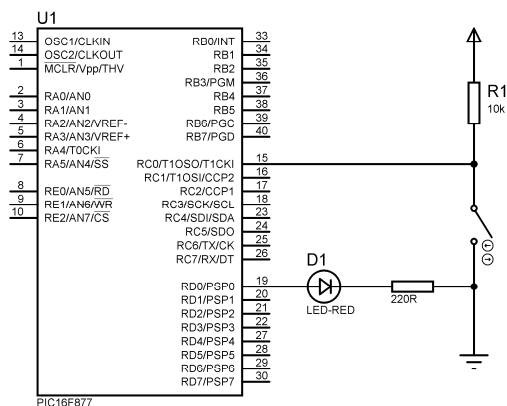 U1
13 OSC1/CLKIN RB0/INT 33
14 OSC2/CLKOUT RB1 34
1 MCLR/Vpp/THV RB2 35
RB3/PGM 36
2 RA0/AN0 RB4 37
3 RA1/AN1 RB5 38
4 RA2/AN2/VREF- RB6/PGC 39
5 RA3/AN3/VREF+ RB7/PGD 40
6 RA4/T0CKI
7 RA5/AN4/SS RC0/T1OSO/T1CKI 15
RC1/T1OSI/CCP2 16
8 RE0/AN5/RD RC2/CCP1 17
9 RE1/AN6/WR RC3/SCK/SCL 18
10 RE2/AN7/CS RC4/SDI/SDA 23
RC5/SDO 24
RC6/TX/CK 25
RC7/RX/DT 26
RD0/PSP0 19
RD1/PSP1 20
RD2/PSP2 21
RD3/PSP3 22
RD4/PSP4 27
RD5/PSP5 28
RD6/PSP6 29
RD7/PSP7 30
PIC16F877
R1
10k
D1
LED-RED
220R